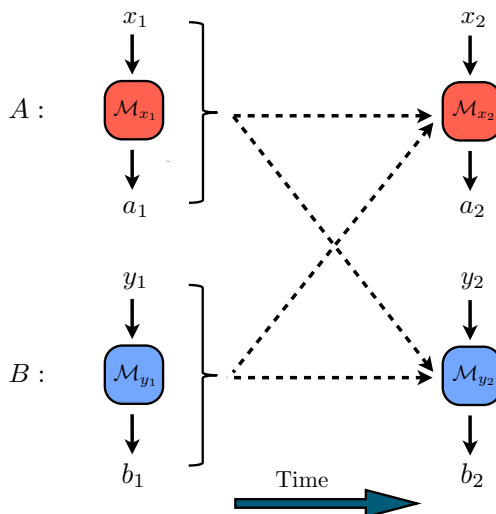 x₁ x₂
A : 𝓜ₓ₁ 𝓜ₓ₂
a₁ a₂
y₁ y₂
B : 𝓜y₁ 𝓜y₂
b₁ b₂
Time